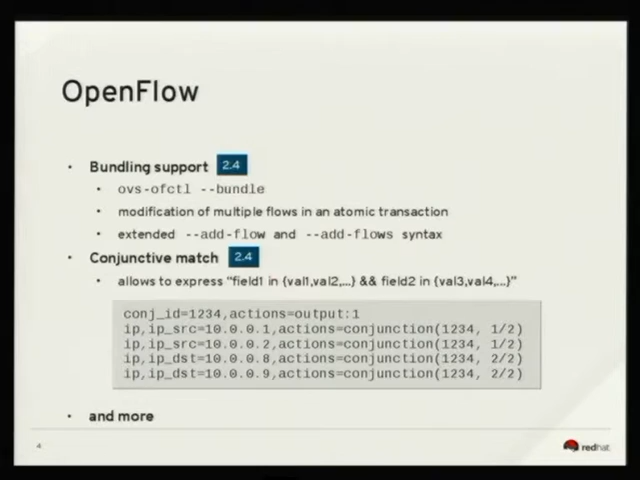 OpenFlow
• Bundling support 2.4
• ovs-ofctl --bundle
• modification of multiple flows in an atomic transaction
• extended --add-flow and --add-flows syntax
• Conjunctive match 2.4
• allows to express "field1 in {val1,val2,...} && field2 in {val3,val4,...}"
conj_id=1234,actions=output:1
ip,ip_src=10.0.0.1,actions=conjunction(1234, 1/2)
ip,ip_src=10.0.0.2,actions=conjunction(1234, 1/2)
ip,ip_dst=10.0.0.8,actions=conjunction(1234, 2/2)
ip,ip_dst=10.0.0.9,actions=conjunction(1234, 2/2)
• and more
4
redhat